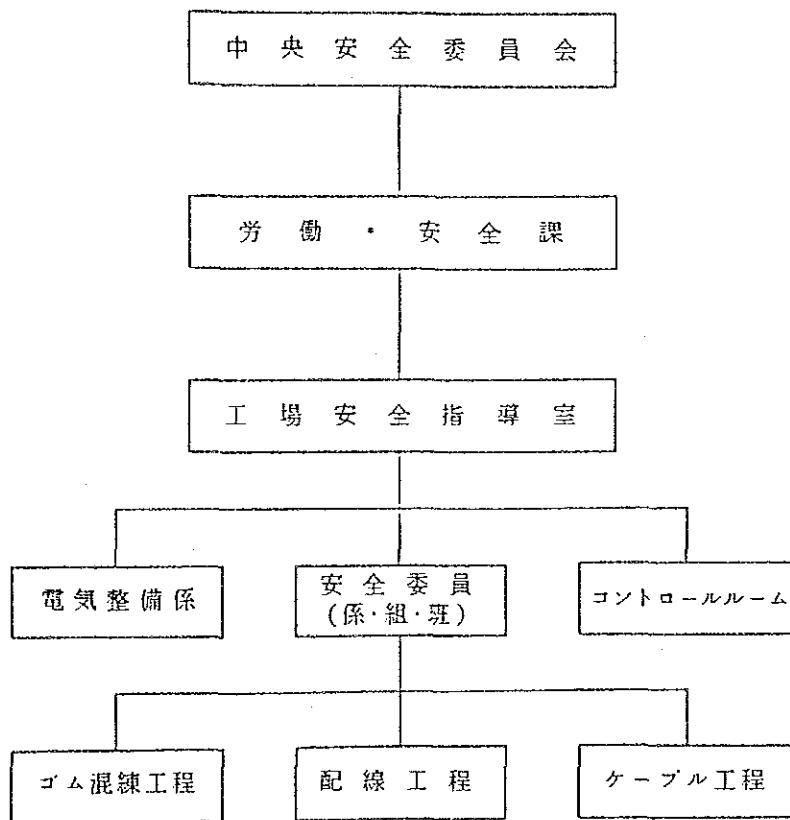 中央安全委員会
労働・安全課
工場安全指導室
電気整備係
安全委員
(係・組・班)
コントロールルーム
ゴム混練工程
配線工程
ケーブル工程